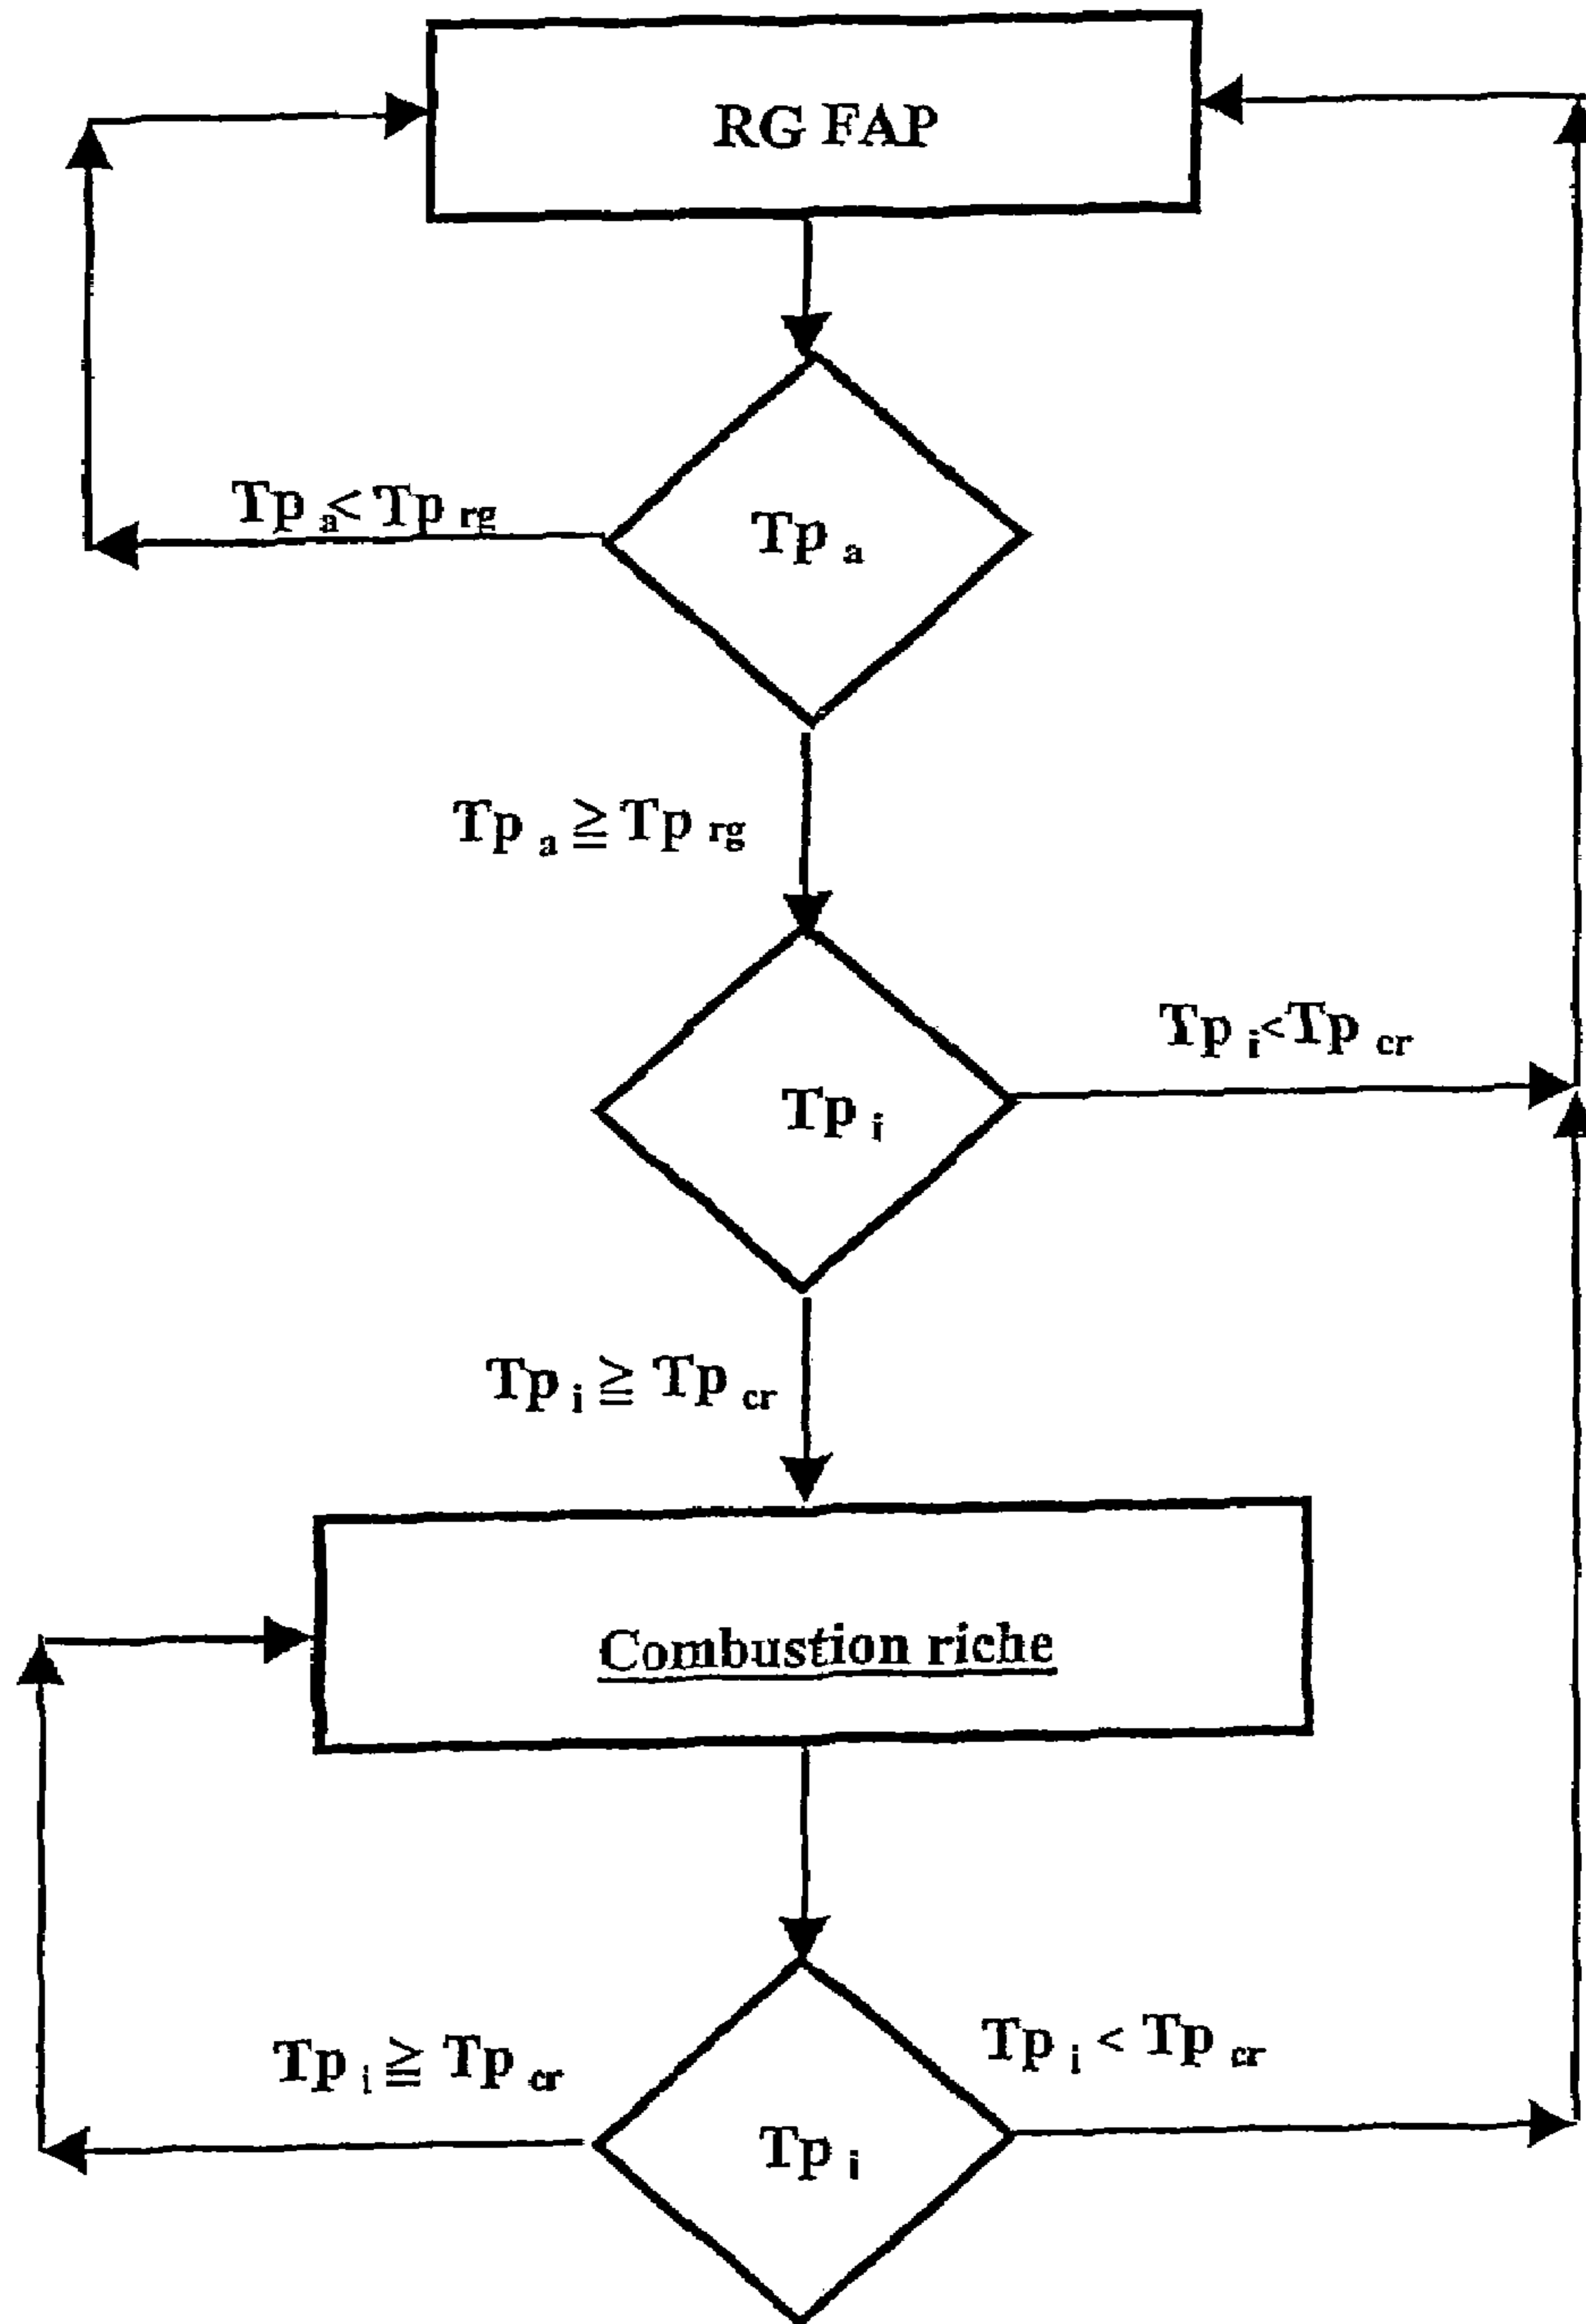 RG FAP
Tp a < Tp rg
Tp a
Tp a ≧ Tp rg
Tp i < Tp cr
Tp i
Tp i ≧ Tp cr
Combustion riche
Tp i ≧ Tp cr
Tp i < Tp cr
Tp i